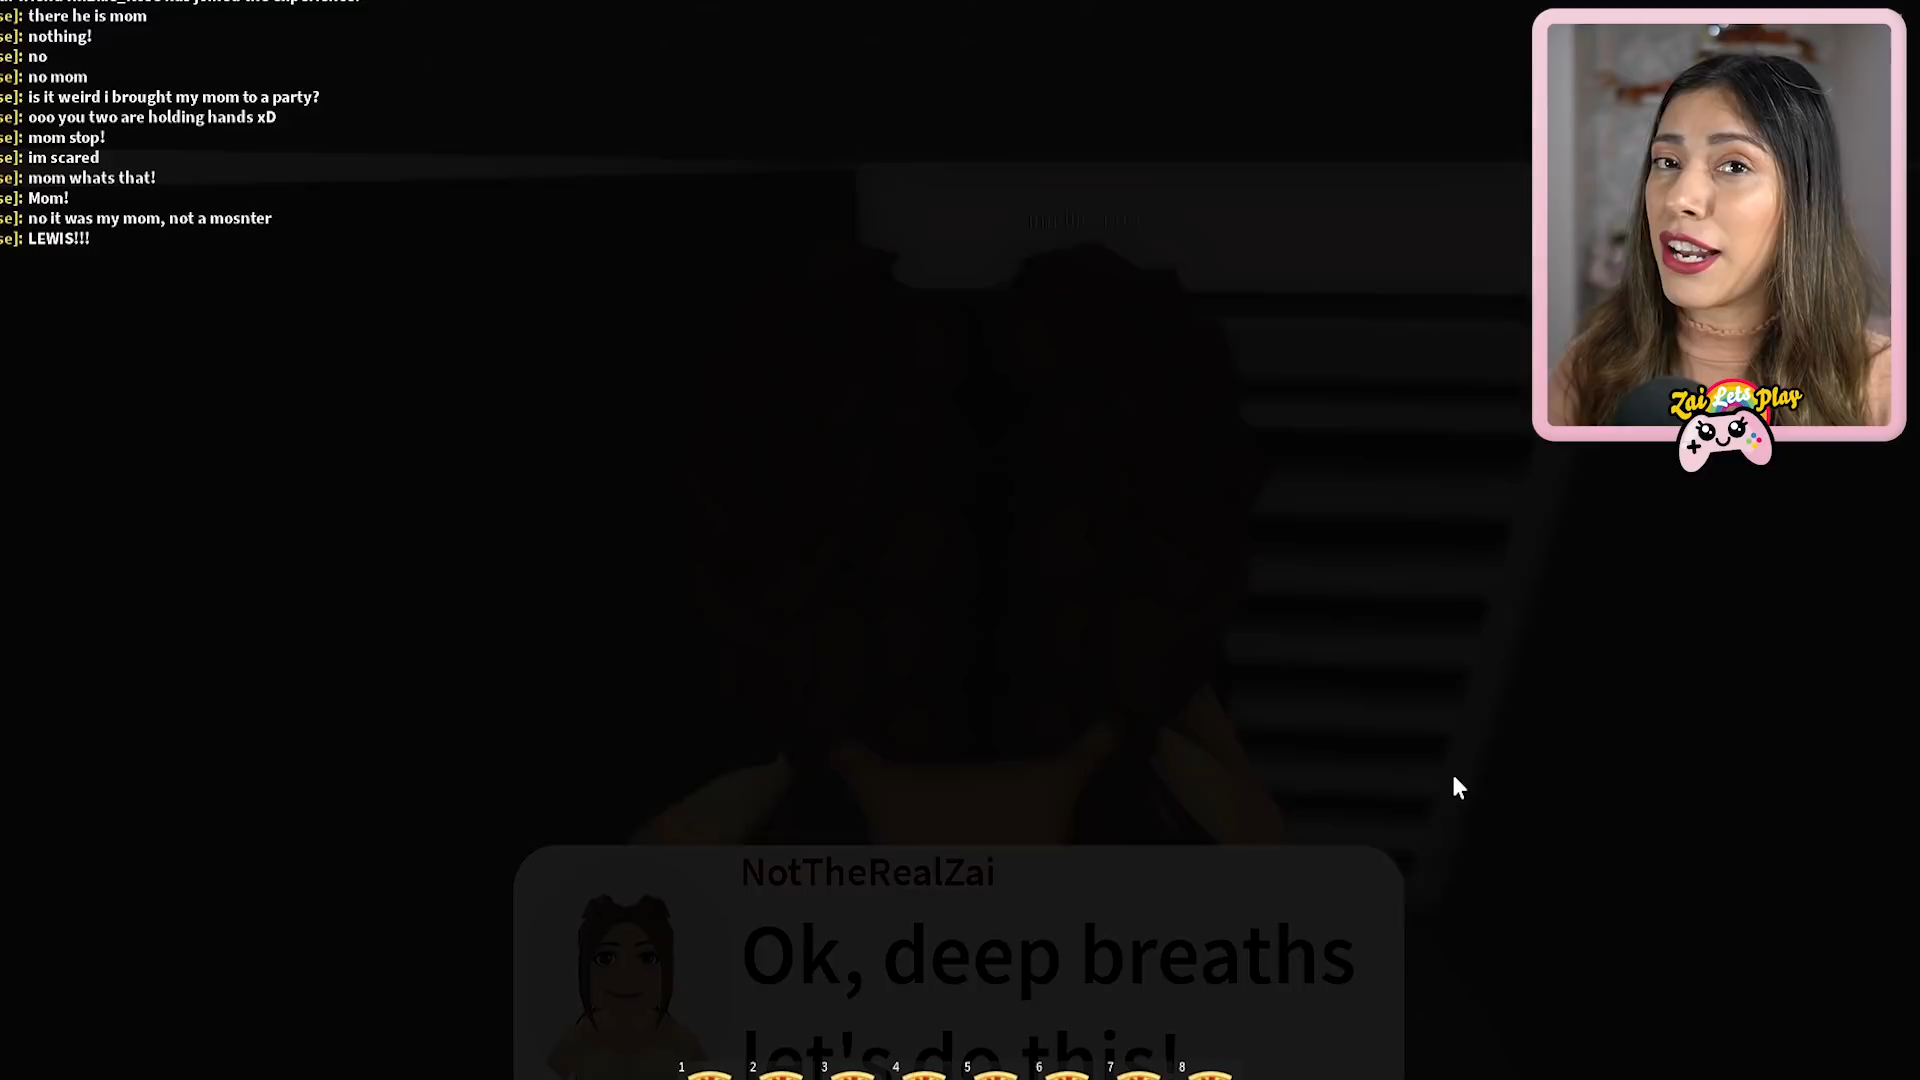 se]: there he is mom
se]: nothing!
se]: no
se]: no mom
se]: is it weird i brought my mom to a party?
se]: ooo you two are holding hands xD
se]: mom stop!
se]: im scared
se]: mom whats that!
se]: Mom!
se]: no it was my mom, not a mosnter
se]: LEWIS!!!
Zai Lets Play
NotTheRealZai
Ok, deep breaths
let's do this!
1 2 3 4 5 6 7 8